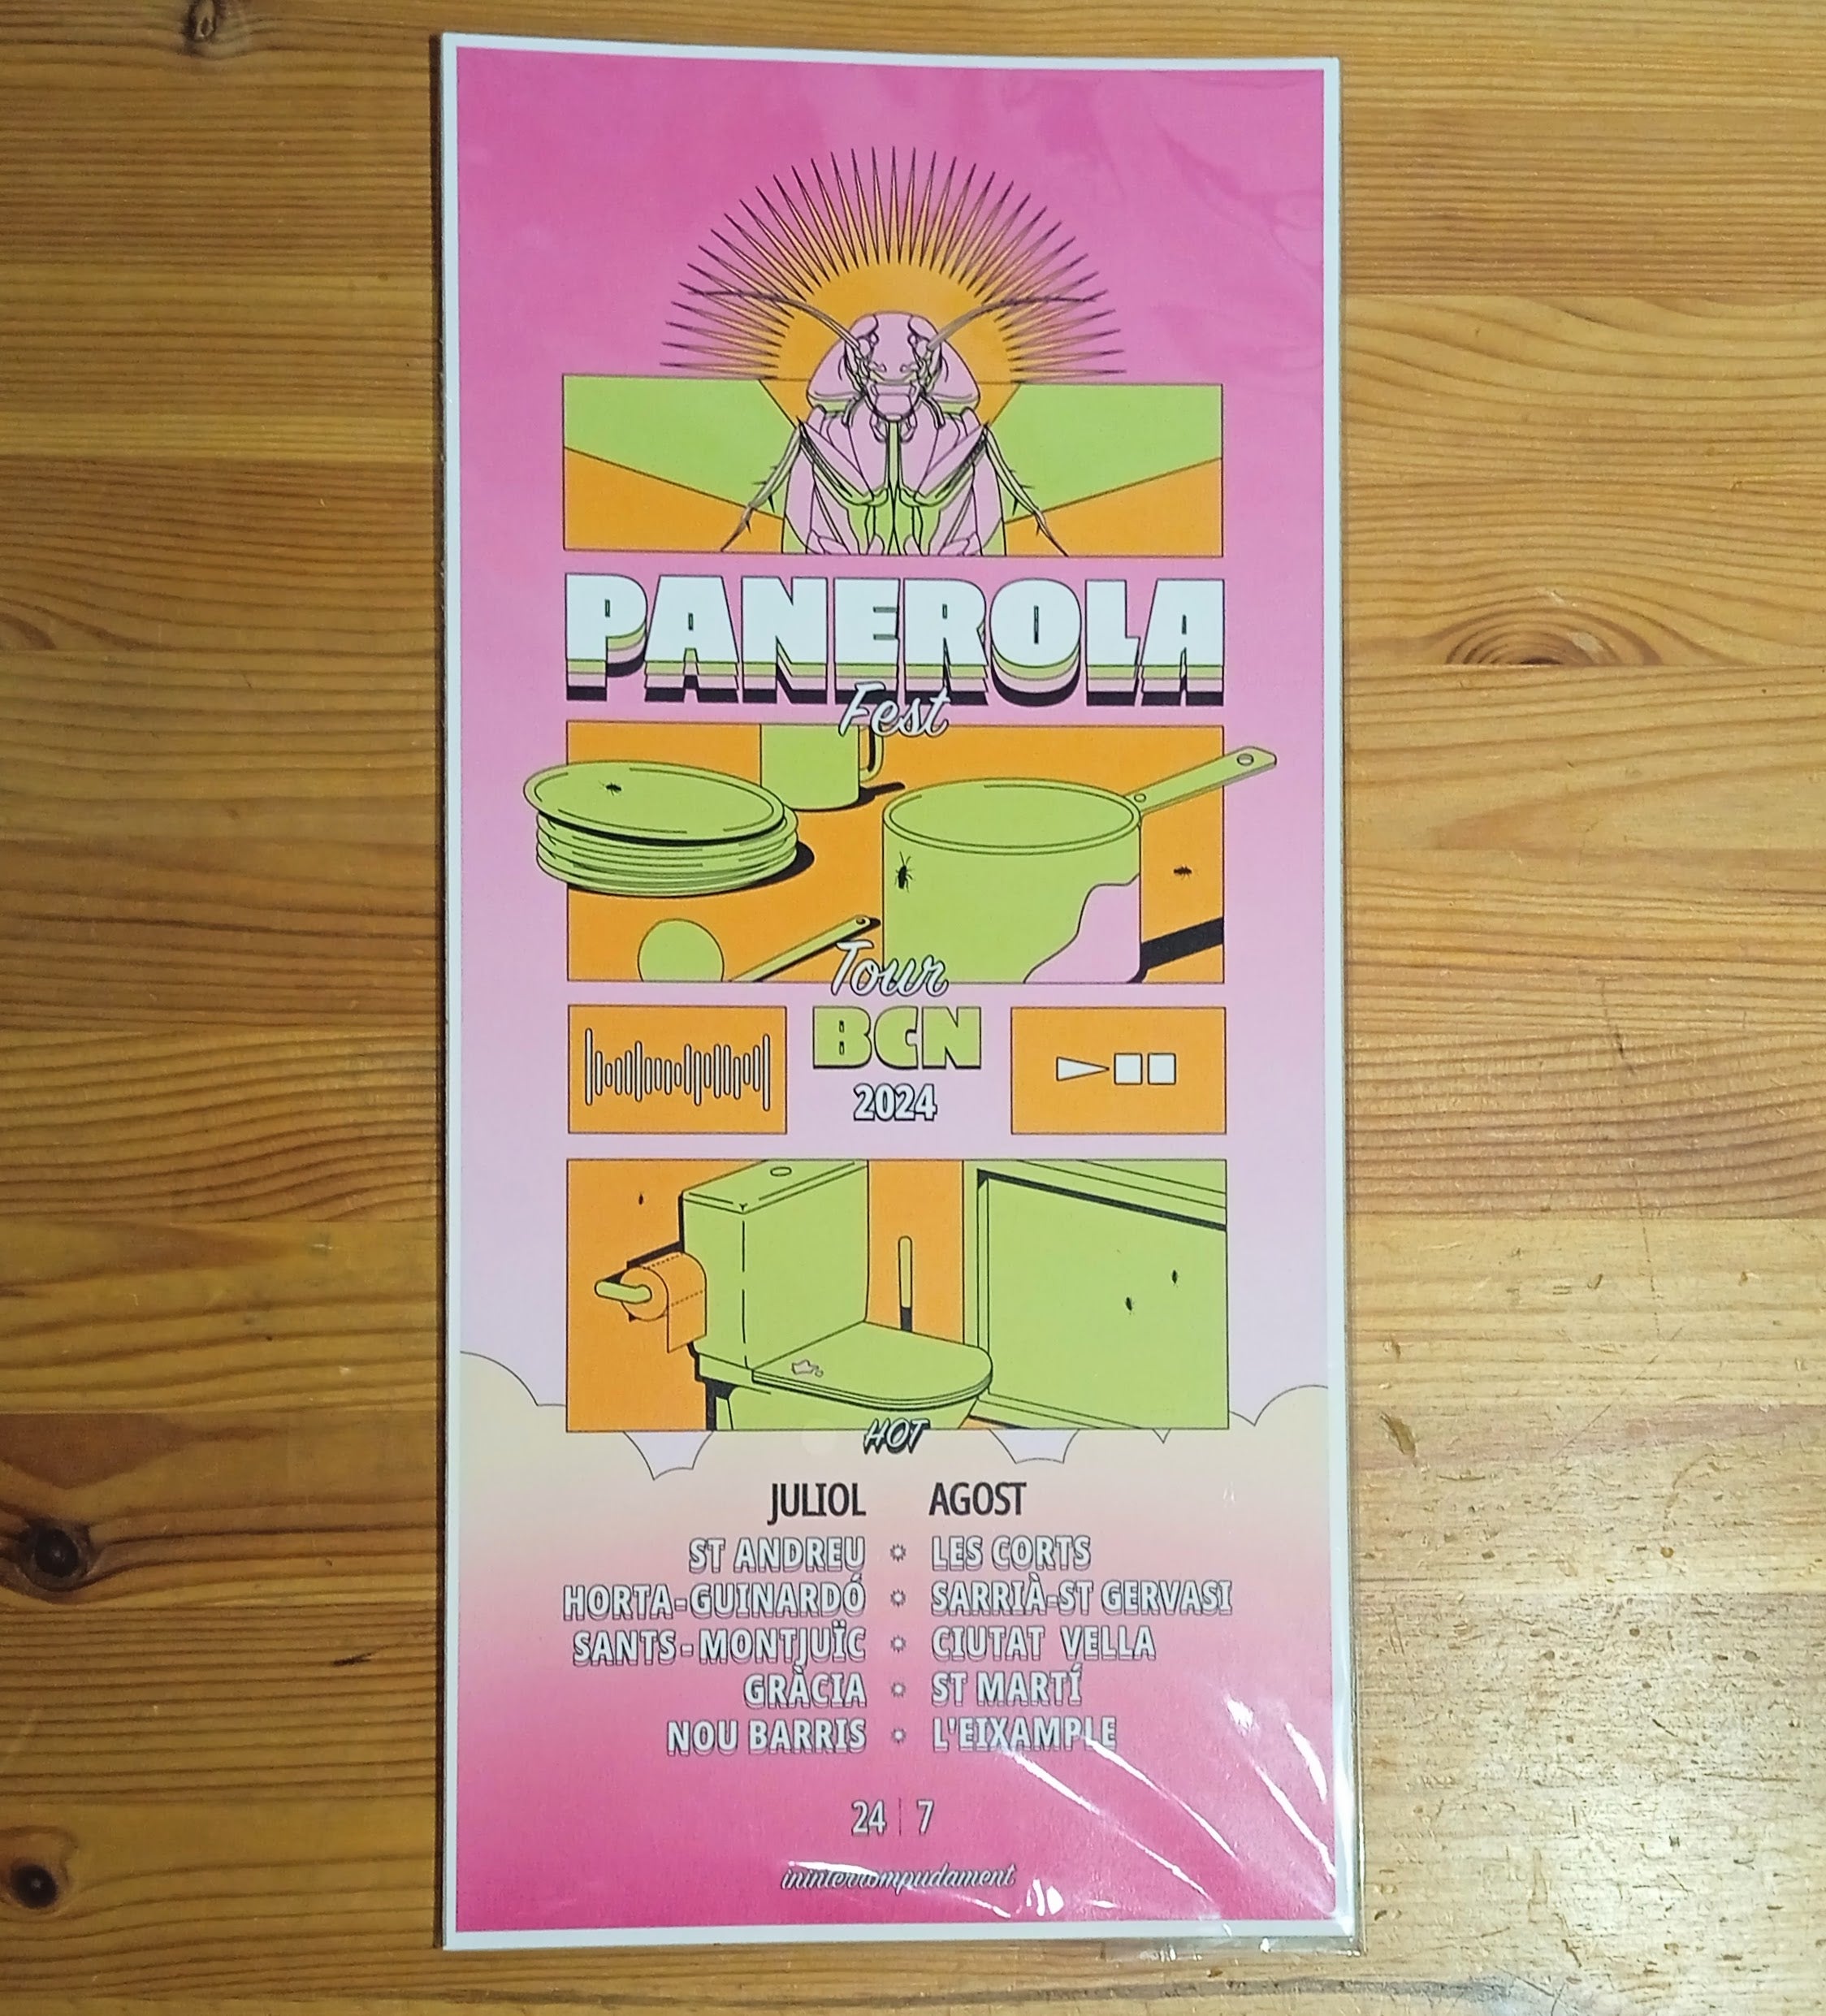 PANEROLA
Fest
Tour
BCN
2024
HOT
JULIOL AGOST
ST ANDREU LES CORTS
HORTA-GUINARDÓ SARRIÀ-ST GERVASI
SANTS-MONTJUÏC CIUTAT VELLA
GRÀCIA ST MARTÍ
NOU BARRIS L'EIXAMPLE
24 | 7
ininterrompudament